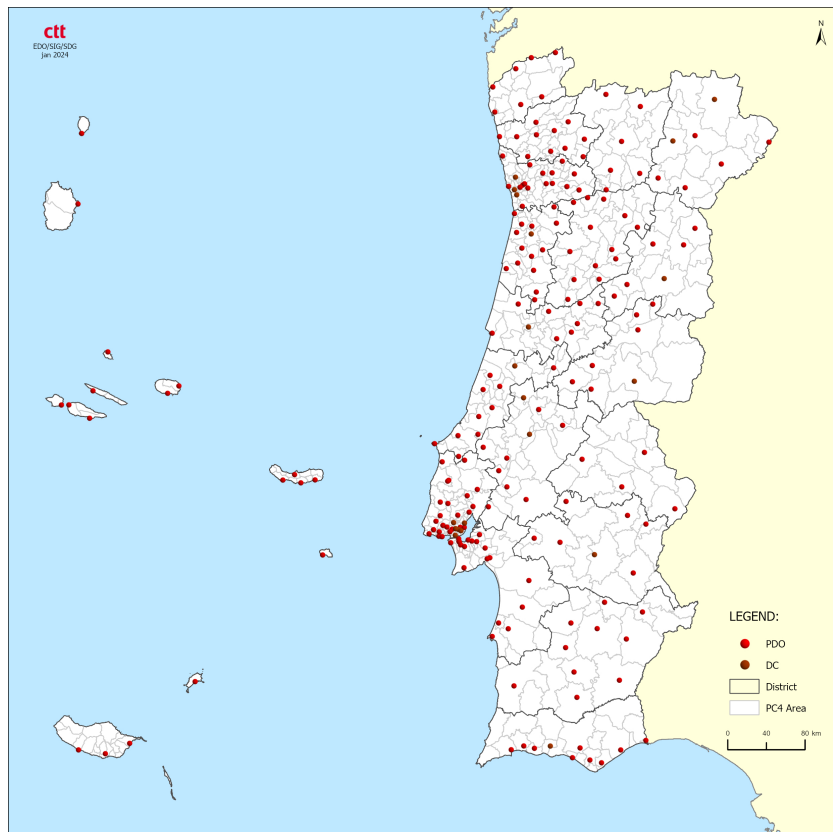 ctt
EDO/SIG/SDG
Jan 2024
N
LEGEND:
PDO
DC
District
PC4 Area
0 40 80 km